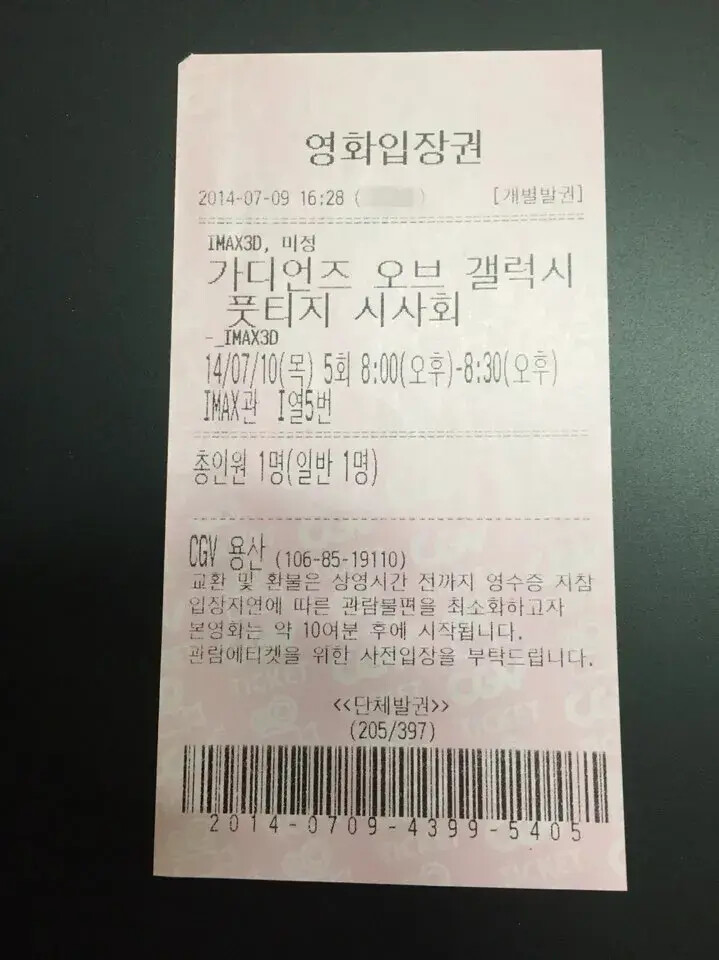 영화입장권
2014-07-09 16:28 ( ) [개별발권]
IMAX3D, 미정
가디언즈 오브 갤럭시
풋티지 시사회
-_IMAX3D
14/07/10(목) 5회 8:00(오후)-8:30(오후)
IMAX관 I열5번
총인원 1명(일반 1명)
CGV 용산 (106-85-19110)
교환 및 환불은 상영시간 전까지 영수증 지참
입장지연에 따른 관람불편을 최소화하고자
본영화는 약 10여분 후에 시작됩니다.
관람에티켓을 위한 사전입장을 부탁드립니다.
<<단체발권>>
(205/397)
2014-0709-4399-5405